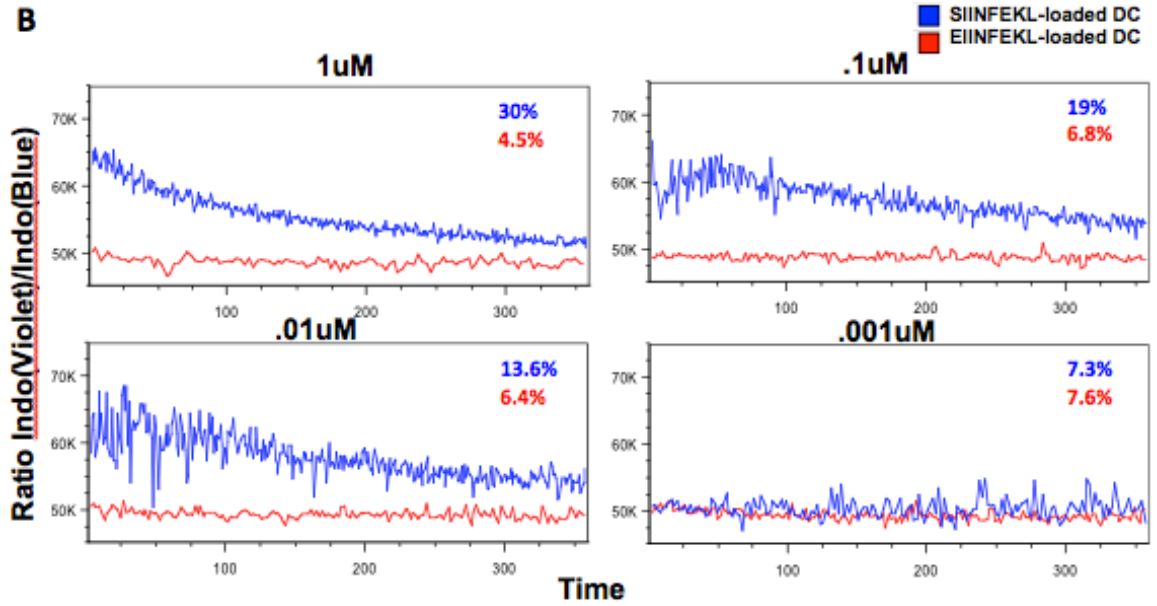 B
SIINFEKL-loaded DC
EIINFEKL-loaded DC
Ratio Indo(Violet)/Indo(Blue)
1uM
70K
60K
50K
30%
4.5%
100
200
300
.1uM
70K
60K
50K
19%
6.8%
100
200
300
.01uM
70K
60K
50K
13.6%
6.4%
100
200
300
.001uM
70K
60K
50K
7.3%
7.6%
100
200
300
Time